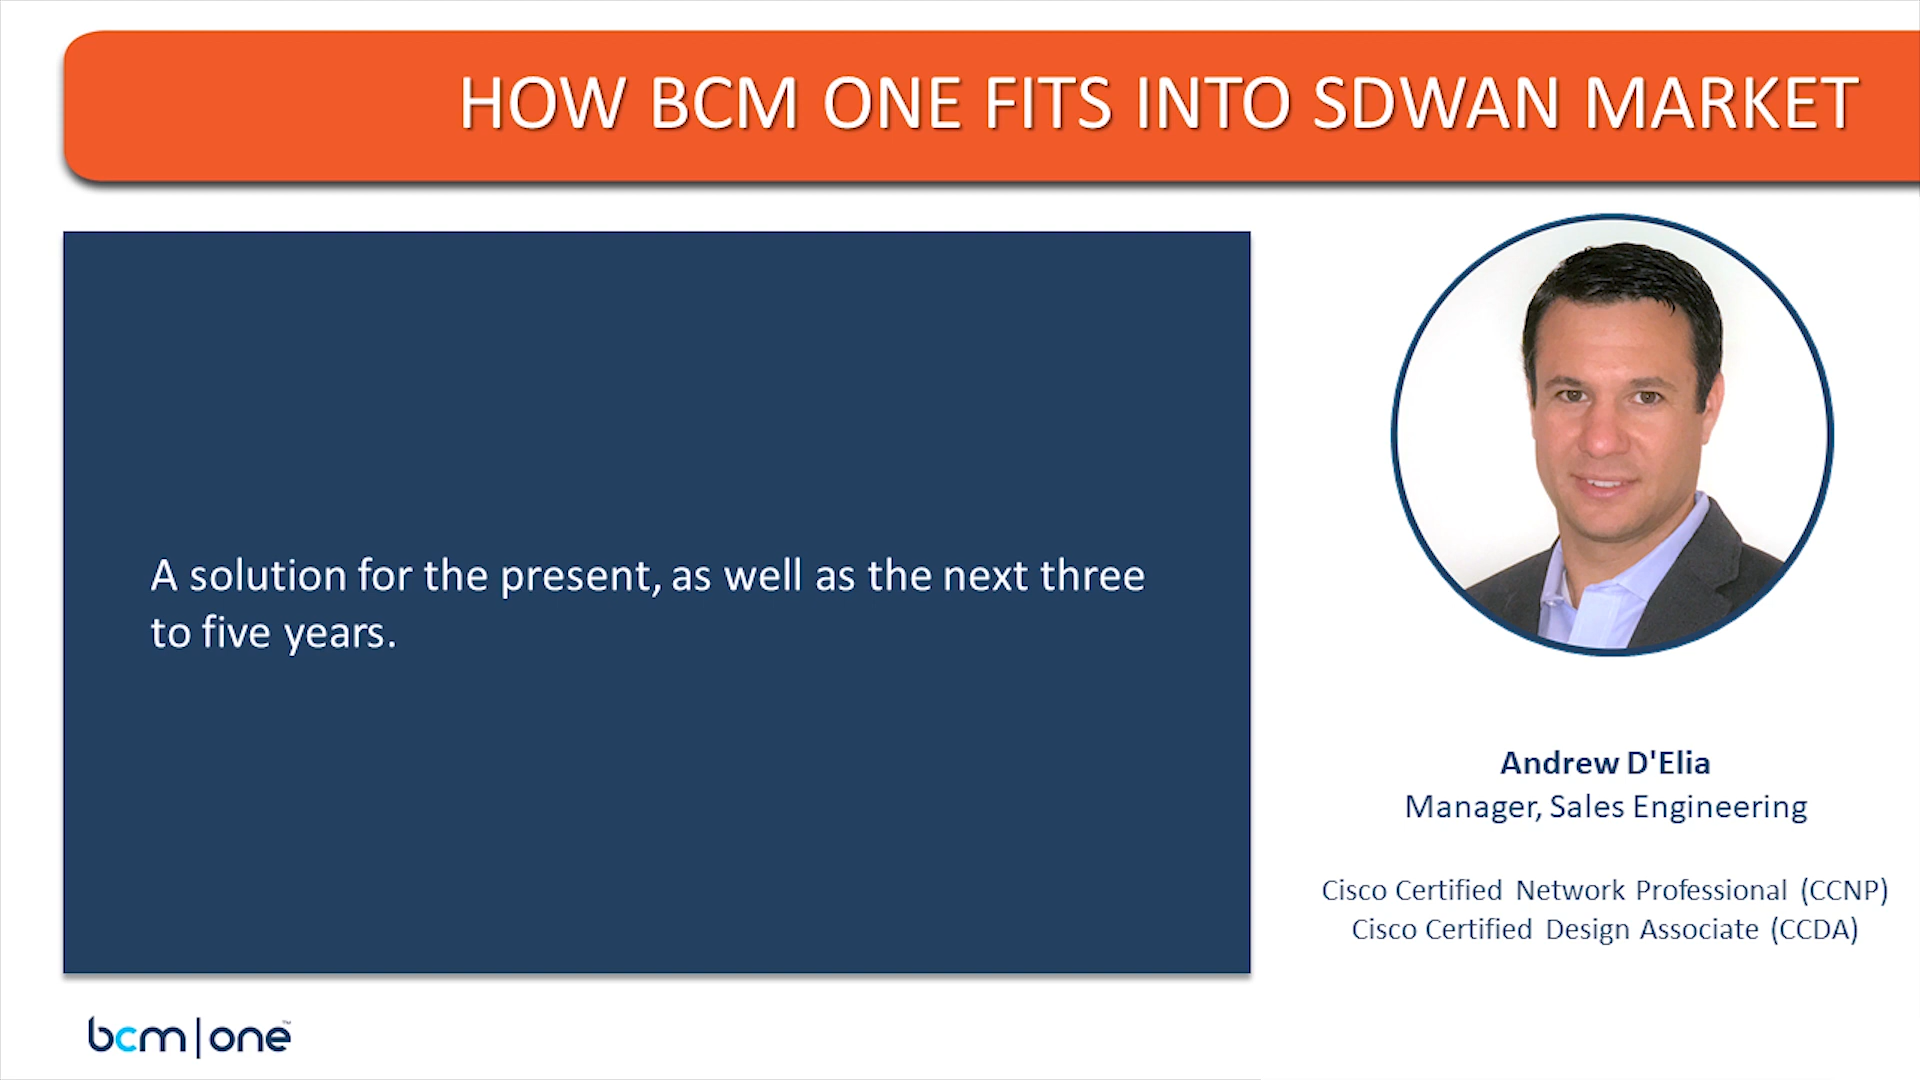 HOW BCM ONE FITS INTO SDWAN MARKET
A solution for the present, as well as the next three
to five years.
Andrew D'Elia
Manager, Sales Engineering
Cisco Certified Network Professional (CCNP)
Cisco Certified Design Associate (CCDA)
bcm|one™